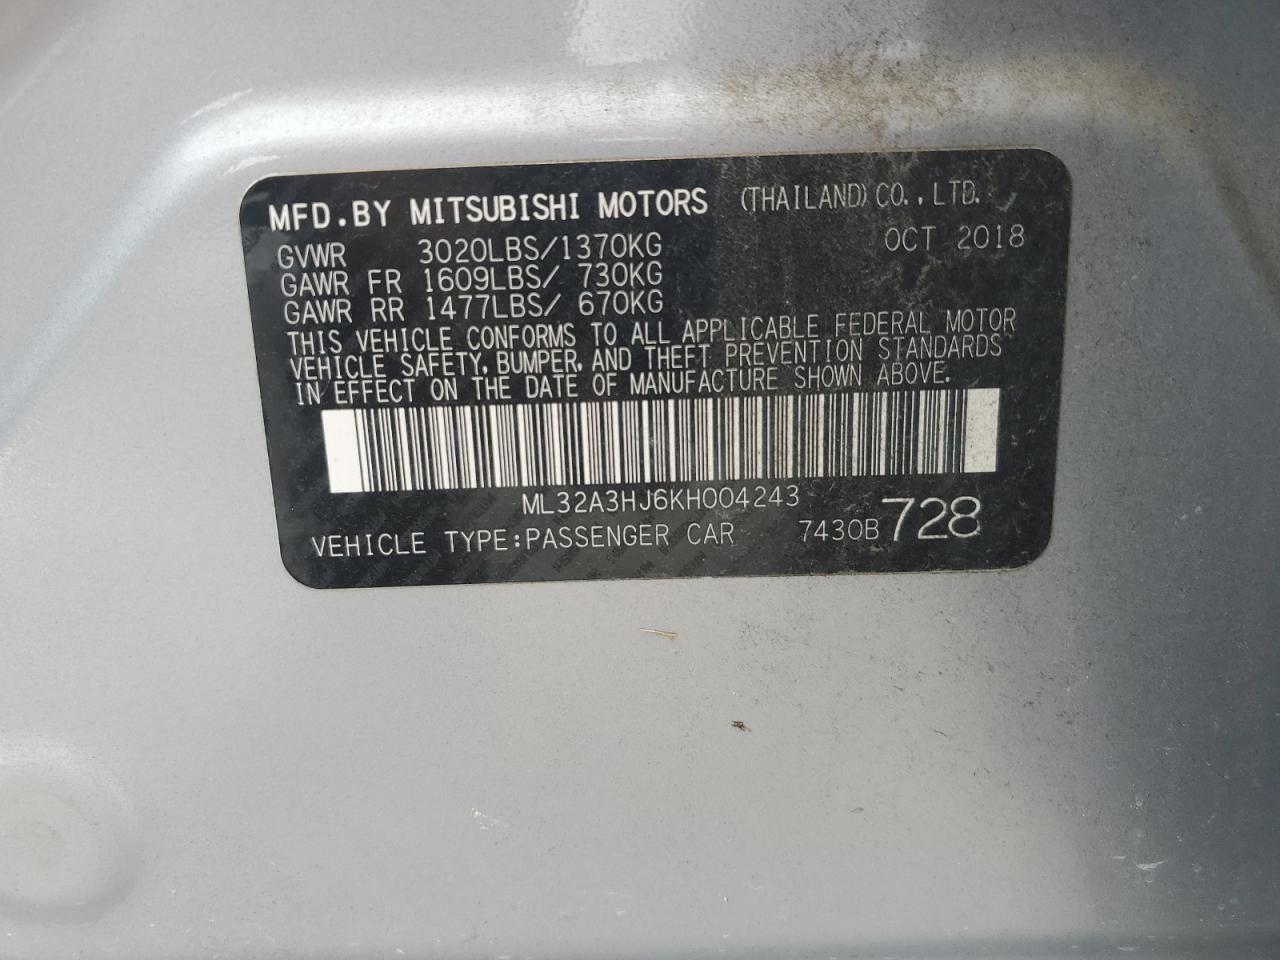 MFD.BY MITSUBISHI MOTORS (THAILAND) CO., LTD.
GVWR 3020LBS/1370KG OCT 2018
GAWR FR 1609LBS/ 730KG
GAWR RR 1477LBS/ 670KG
THIS VEHICLE CONFORMS TO ALL APPLICABLE FEDERAL MOTOR
VEHICLE SAFETY, BUMPER, AND THEFT PREVENTION STANDARDS
IN EFFECT ON THE DATE OF MANUFACTURE SHOWN ABOVE.
ML32A3HJ6KH004243
VEHICLE TYPE:PASSENGER CAR 7430B 728